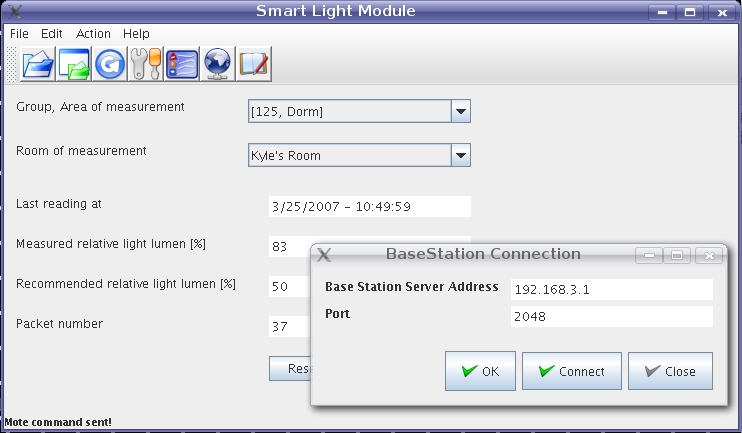 Smart Light Module
File Edit Action Help
Group, Area of measurement [125, Dorm]
Room of measurement Kyle's Room
Last reading at 3/25/2007 - 10:49:59
Measured relative light lumen [%] 83
BaseStation Connection
Recommended relative light lumen [%] 50
Base Station Server Address 192.168.3.1
Port 2048
Packet number 37
OK Connect Close
Mote command sent!